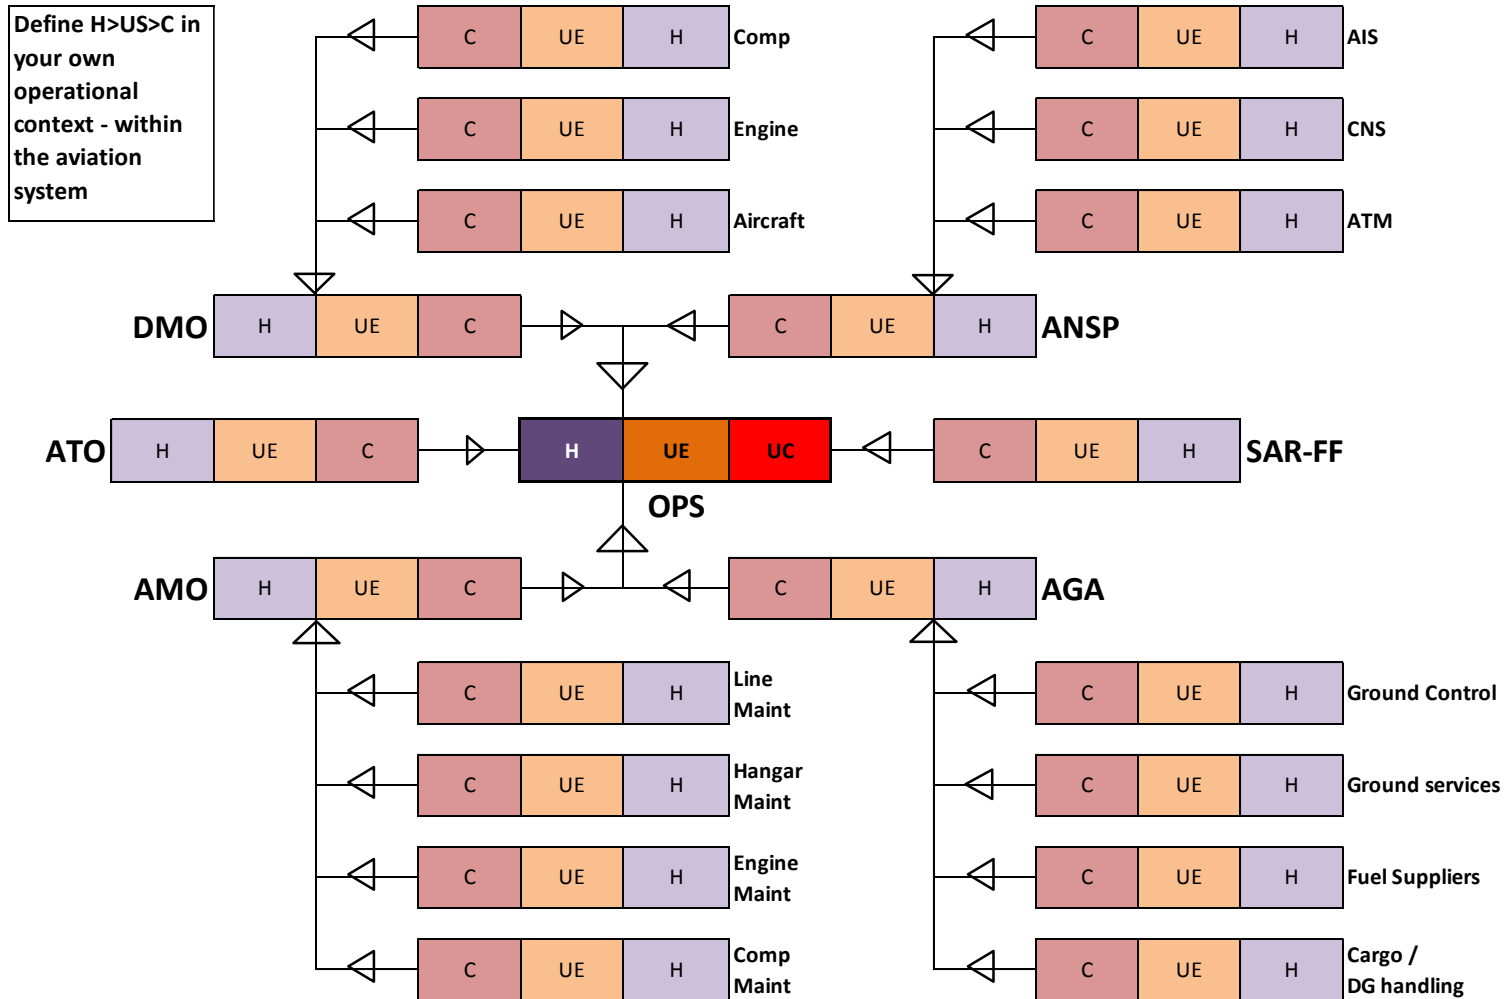 Define H>US>C in
your own
operational
context - within
the aviation
system
C UE H Comp
C UE H AIS
C UE H Engine
C UE H CNS
C UE H Aircraft
C UE H ATM
DMO H UE C
C UE H ANSP
ATO H UE C
H UE UC
OPS
C UE H SAR-FF
AMO H UE C
C UE H AGA
C UE H Line
Maint
C UE H Ground Control
C UE H Hangar
Maint
C UE H Ground services
C UE H Engine
Maint
C UE H Fuel Suppliers
C UE H Comp
Maint
C UE H Cargo /
DG handling